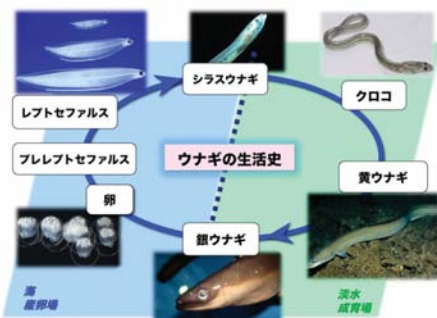 シラスウナギ
クロコ
レプトセファルス
プレレプトセファルス
ウナギの生活史
黄ウナギ
卵
銀ウナギ
海
産卵場
淡水
成育場